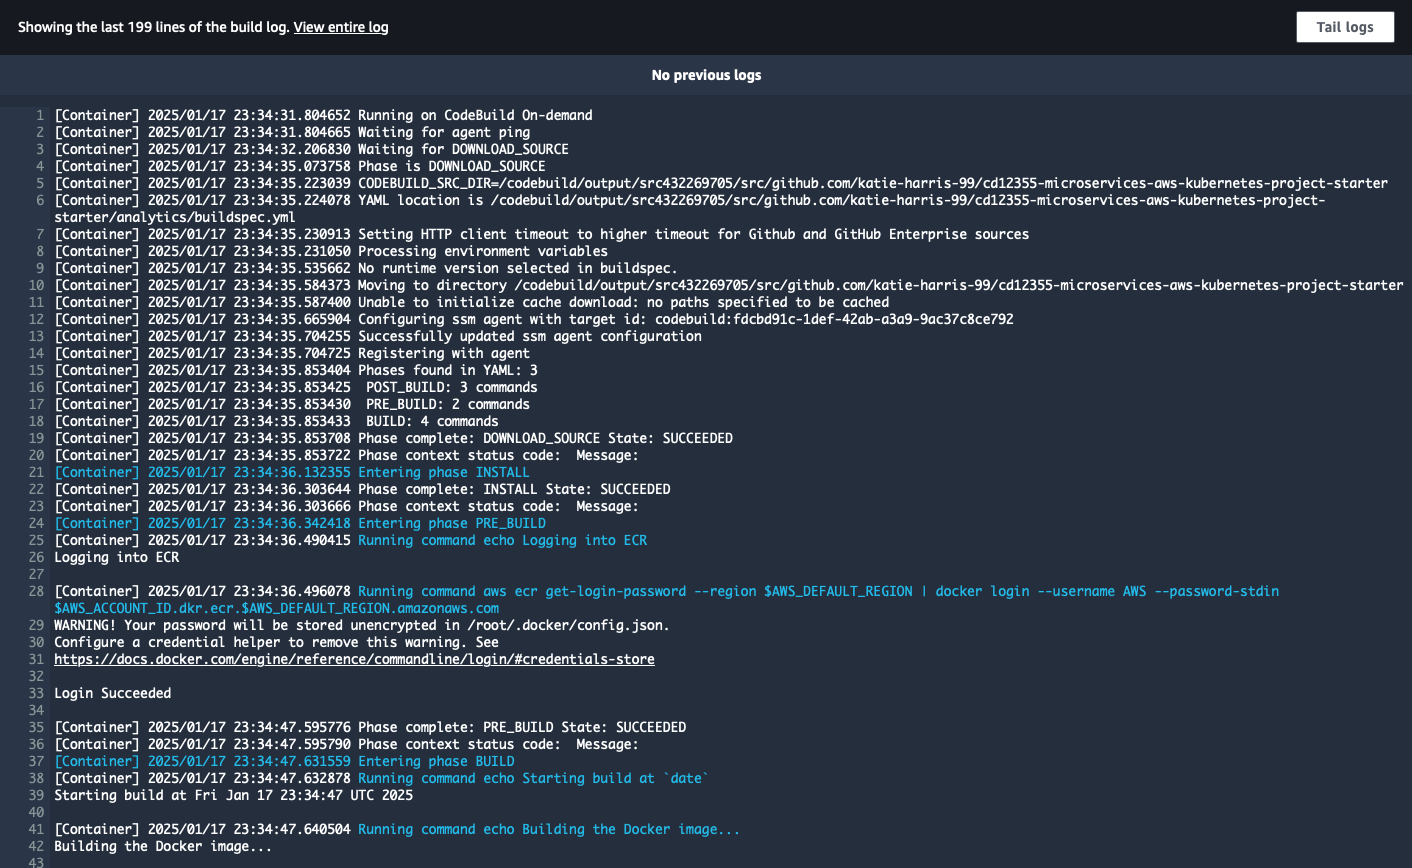 Showing the last 199 lines of the build log. View entire log
Tail logs
No previous logs
1 [Container] 2025/01/17 23:34:31.804652 Running on CodeBuild On-demand
2 [Container] 2025/01/17 23:34:31.804665 Waiting for agent ping
3 [Container] 2025/01/17 23:34:32.206830 Waiting for DOWNLOAD_SOURCE
4 [Container] 2025/01/17 23:34:35.073758 Phase is DOWNLOAD_SOURCE
5 [Container] 2025/01/17 23:34:35.223039 CODEBUILD_SRC_DIR=/codebuild/output/src432269705/src/github.com/katie-harris-99/cd12355-microservices-aws-kubernetes-project-starter
6 [Container] 2025/01/17 23:34:35.224078 YAML location is /codebuild/output/src432269705/src/github.com/katie-harris-99/cd12355-microservices-aws-kubernetes-project-
starter/analytics/buildspec.yml
7 [Container] 2025/01/17 23:34:35.230913 Setting HTTP client timeout to higher timeout for Github and GitHub Enterprise sources
8 [Container] 2025/01/17 23:34:35.231050 Processing environment variables
9 [Container] 2025/01/17 23:34:35.535662 No runtime version selected in buildspec.
10 [Container] 2025/01/17 23:34:35.584373 Moving to directory /codebuild/output/src432269705/src/github.com/katie-harris-99/cd12355-microservices-aws-kubernetes-project-starter
11 [Container] 2025/01/17 23:34:35.587400 Unable to initialize cache download: no paths specified to be cached
12 [Container] 2025/01/17 23:34:35.665904 Configuring ssm agent with target id: codebuild:fdcbd91c-1def-42ab-a3a9-9ac37c8ce792
13 [Container] 2025/01/17 23:34:35.704255 Successfully updated ssm agent configuration
14 [Container] 2025/01/17 23:34:35.704725 Registering with agent
15 [Container] 2025/01/17 23:34:35.853404 Phases found in YAML: 3
16 [Container] 2025/01/17 23:34:35.853425  POST_BUILD: 3 commands
17 [Container] 2025/01/17 23:34:35.853430  PRE_BUILD: 2 commands
18 [Container] 2025/01/17 23:34:35.853433  BUILD: 4 commands
19 [Container] 2025/01/17 23:34:35.853708 Phase complete: DOWNLOAD_SOURCE State: SUCCEEDED
20 [Container] 2025/01/17 23:34:35.853722 Phase context status code:  Message:
21 [Container] 2025/01/17 23:34:36.132355 Entering phase INSTALL
22 [Container] 2025/01/17 23:34:36.303644 Phase complete: INSTALL State: SUCCEEDED
23 [Container] 2025/01/17 23:34:36.303666 Phase context status code:  Message:
24 [Container] 2025/01/17 23:34:36.342418 Entering phase PRE_BUILD
25 [Container] 2025/01/17 23:34:36.490415 Running command echo Logging into ECR
26 Logging into ECR
27
28 [Container] 2025/01/17 23:34:36.496078 Running command aws ecr get-login-password --region $AWS_DEFAULT_REGION | docker login --username AWS --password-stdin
$AWS_ACCOUNT_ID.dkr.ecr.$AWS_DEFAULT_REGION.amazonaws.com
29 WARNING! Your password will be stored unencrypted in /root/.docker/config.json.
30 Configure a credential helper to remove this warning. See
31 https://docs.docker.com/engine/reference/commandline/login/#credentials-store
32
33 Login Succeeded
34
35 [Container] 2025/01/17 23:34:47.595776 Phase complete: PRE_BUILD State: SUCCEEDED
36 [Container] 2025/01/17 23:34:47.595790 Phase context status code:  Message:
37 [Container] 2025/01/17 23:34:47.631559 Entering phase BUILD
38 [Container] 2025/01/17 23:34:47.632878 Running command echo Starting build at `date`
39 Starting build at Fri Jan 17 23:34:47 UTC 2025
40
41 [Container] 2025/01/17 23:34:47.640504 Running command echo Building the Docker image...
42 Building the Docker image...
43